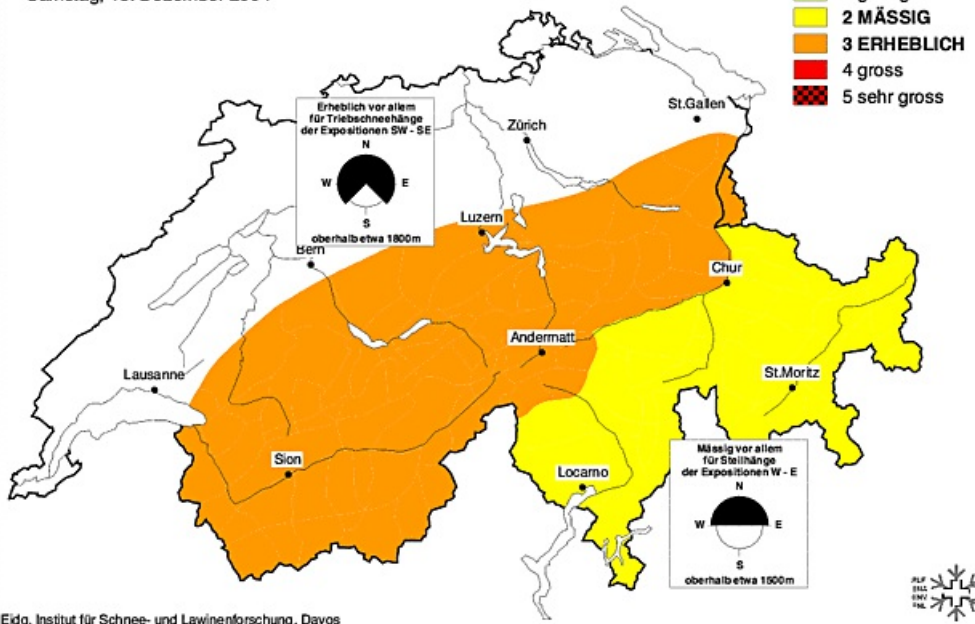 2 MÄSSIG
3 ERHEBLICH
4 gross
5 sehr gross
Erheblich vor allem
für Triebschneehänge
der Expositionen SW - SE
N
W E
S
oberhalb etwa 1800m
St.Gallen
Zürich
Luzern
Bern
Chur
Andermatt
Lausanne
St.Moritz
Sion
Locarno
Mässig vor allem
für Steilhänge
der Expositionen W - E
N
W E
S
oberhalb etwa 1500m
SLF
Eidg. Institut für Schnee- und Lawinenforschung, Davos